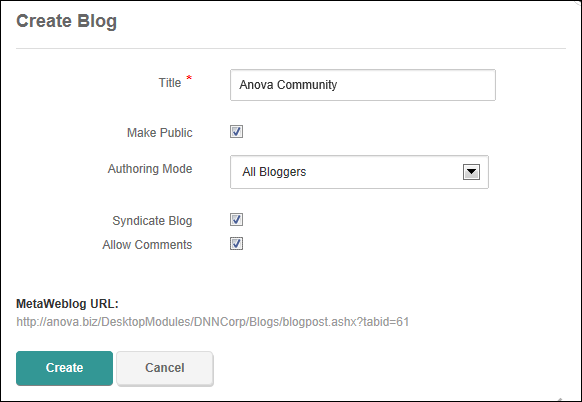 Create Blog
Title *
Anova Community
Make Public
Authoring Mode
All Bloggers
Syndicate Blog
Allow Comments
MetaWeblog URL:
http://anova.biz/DesktopModules/DNNCorp/Blogs/blogpost.ashx?tabid=61
Create
Cancel